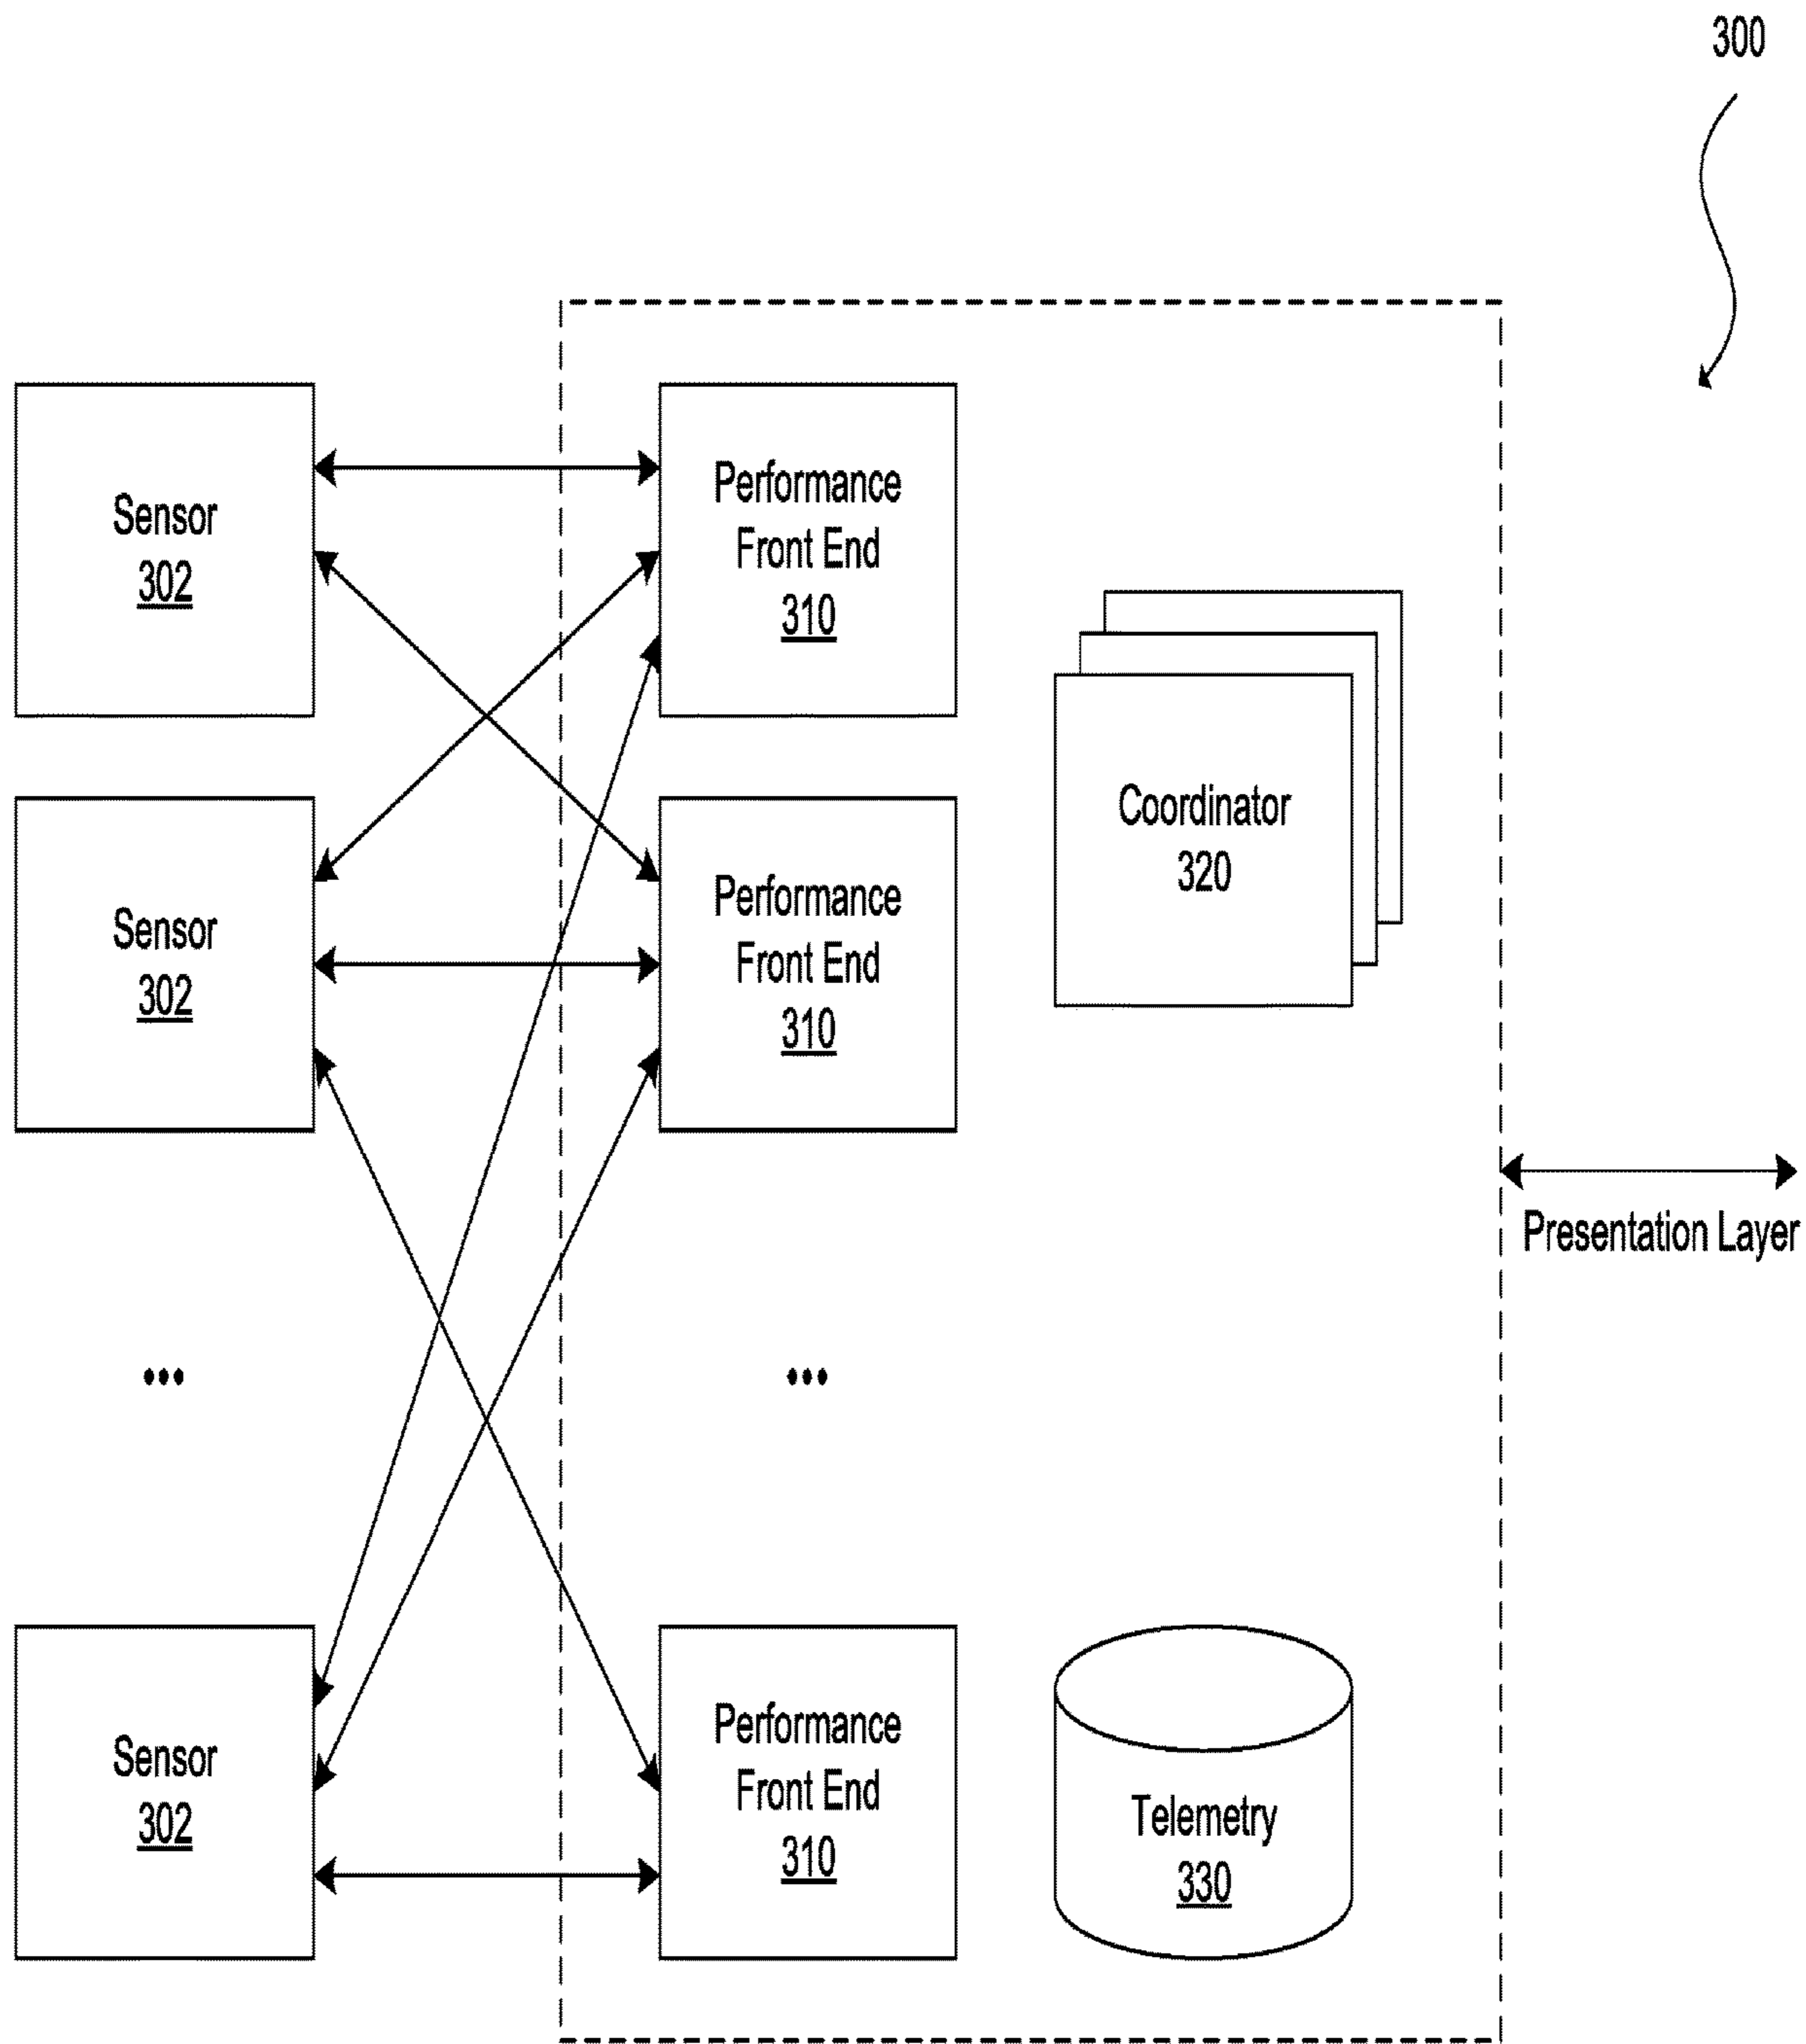 300
Sensor
302
Performance
Front End
310
Coordinator
320
Sensor
302
Performance
Front End
310
Presentation Layer
...
...
Sensor
302
Performance
Front End
310
Telemetry
330